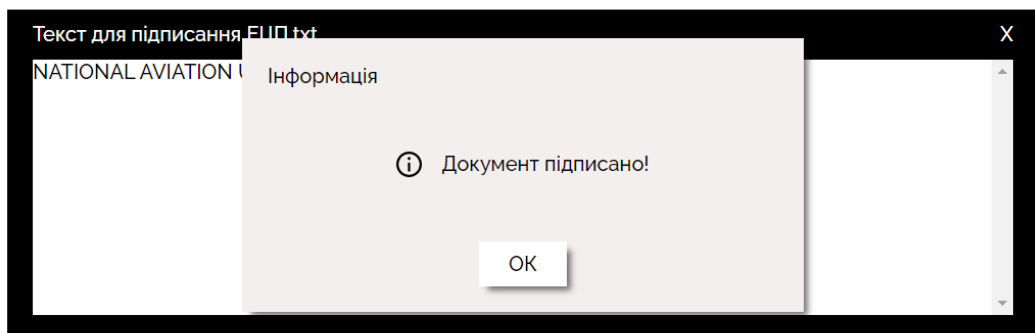 Текст для підписання ЕЦП.txt
X
NATIONAL AVIATION
Інформація
Документ підписано!
OK